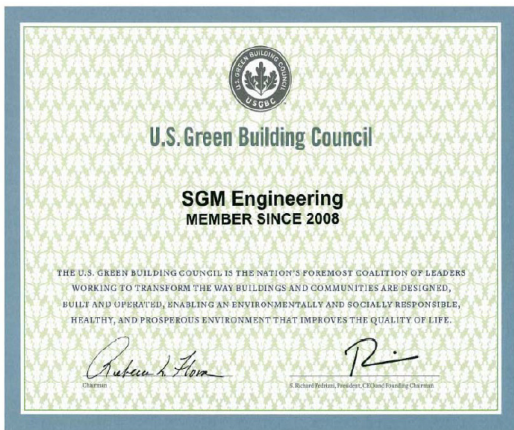 U.S. GREEN BUILDING COUNCIL
USGBC
U.S. Green Building Council
SGM Engineering
MEMBER SINCE 2008
THE U.S. GREEN BUILDING COUNCIL IS THE NATION'S FOREMOST COALITION OF LEADERS
WORKING TO TRANSFORM THE WAY BUILDINGS AND COMMUNITIES ARE DESIGNED,
BUILT AND OPERATED, ENABLING AN ENVIRONMENTALLY AND SOCIALLY RESPONSIBLE,
HEALTHY, AND PROSPEROUS ENVIRONMENT THAT IMPROVES THE QUALITY OF LIFE.
Chairman
S. Richard Fedrizzi, President, CEO and Founding Chairman